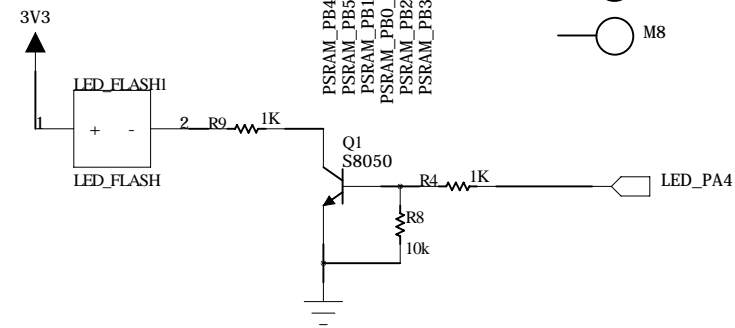 3V3
PSRAM_PB4
PSRAM_PB5
PSRAM_PB1
PSRAM_PB0_
PSRAM_PB2
PSRAM_PB3
M8
LED_FLASH1
1
+
-
2
R9
1K
LED_FLASH
Q1
S8050
R4
1K
LED_PA4
R8
10k